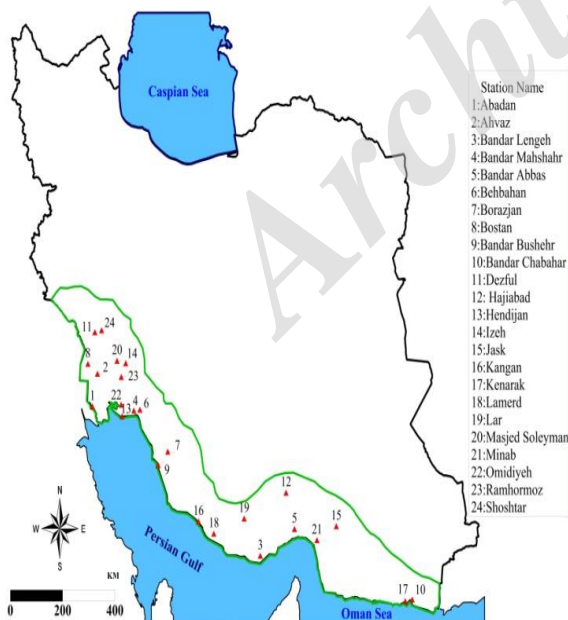 Archi
Caspian Sea
Station Name
1:Abadan
2:Ahvaz
3:Bandar Lengeh
4:Bandar Mahshahr
5:Bandar Abbas
6:Behbahan
7:Borazjan
8:Bostan
9:Bandar Bushehr
10:Bandar Chabahar
11:Dezful
12: Hajiabad
13:Hendijan
14:Izeh
15:Jask
16:Kangan
17:Kenarak
18:Lamerd
19:Lar
20:Masjed Soleyman
21:Minab
22:Omidiyeh
23:Ramhormoz
24:Shoshtar
11 24
8 20 14
2 23
1 22 4 6
13
7
9
12
16 19 15
18 5
21
3
17 10
N
W E
S
Persian Gulf
KM
0 200 400
Oman Sea